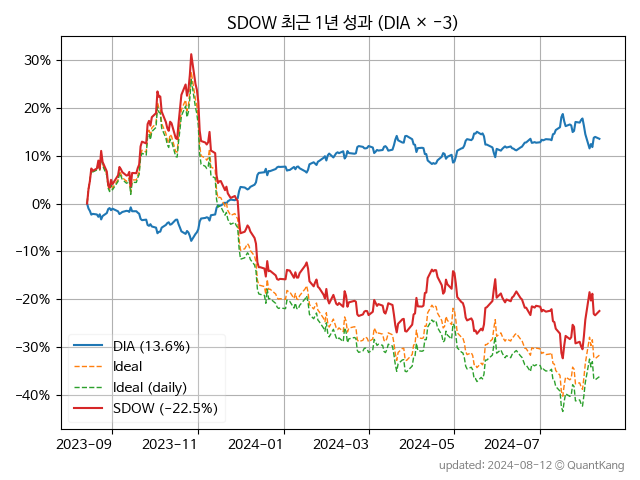 SDOW 최근 1년 성과 (DIA × −3)
30%
20%
10%
0%
−10%
−20%
−30%
−40%
DIA (13.6%)
Ideal
Ideal (daily)
SDOW (−22.5%)
2023−09
2023−11
2024−01
2024−03
2024−05
2024−07
updated: 2024−08−12 © QuantKang